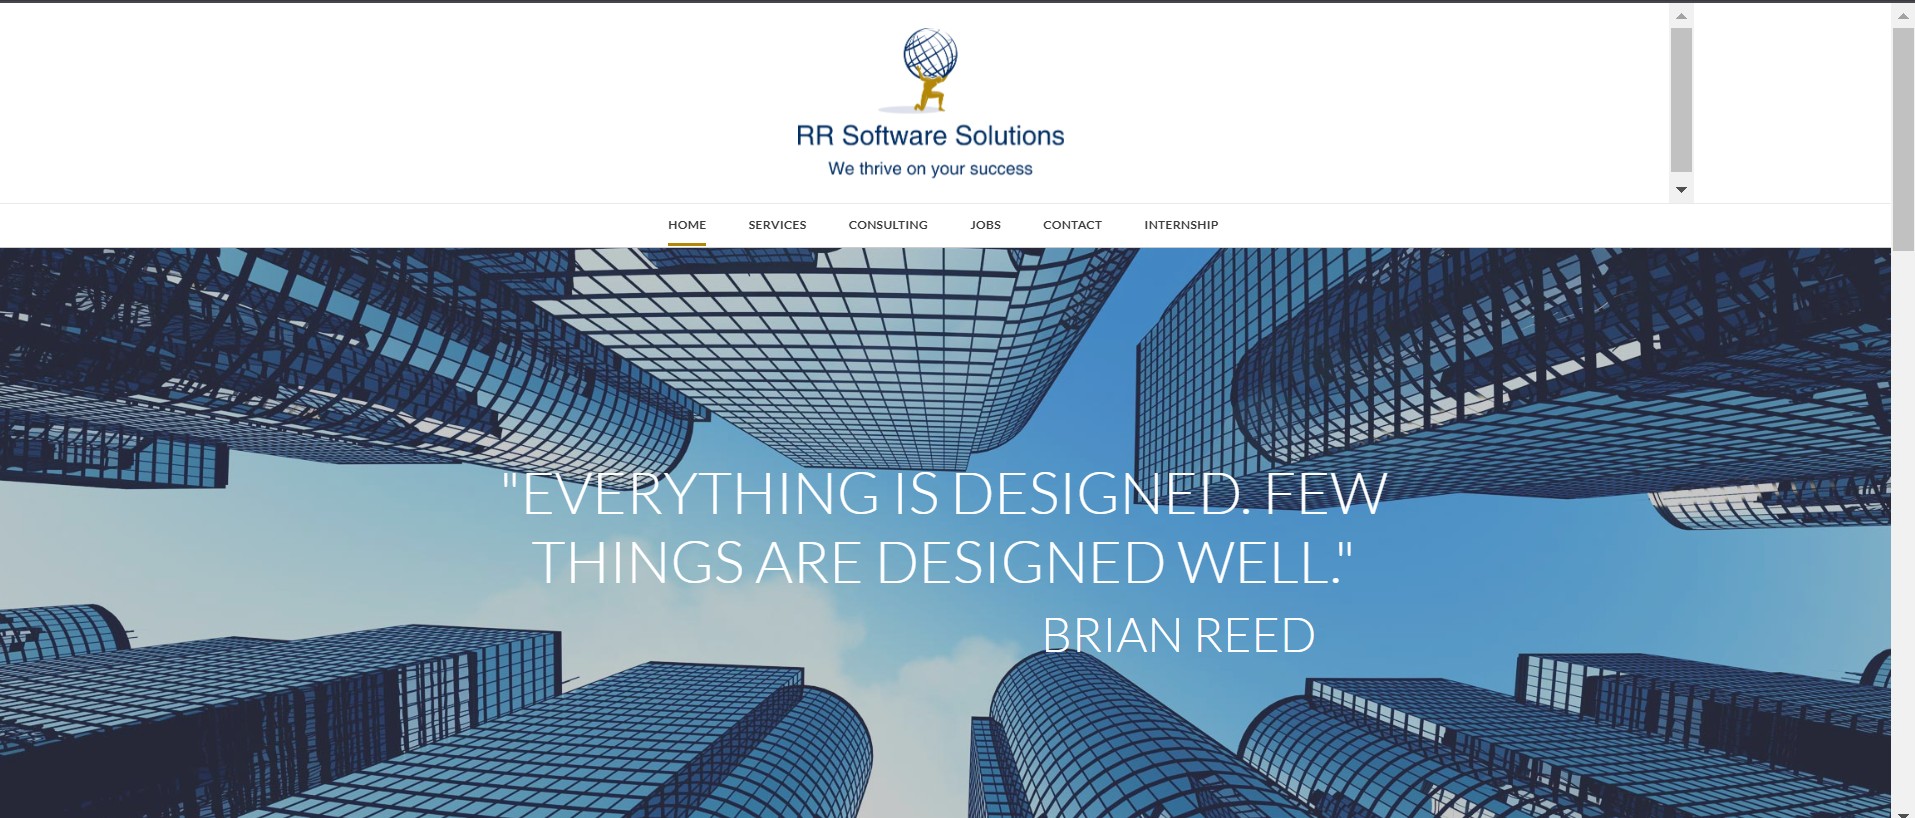 RR Software Solutions
We thrive on your success
HOME SERVICES CONSULTING JOBS CONTACT INTERNSHIP
"EVERYTHING IS DESIGNED. FEW
THINGS ARE DESIGNED WELL."
BRIAN REED